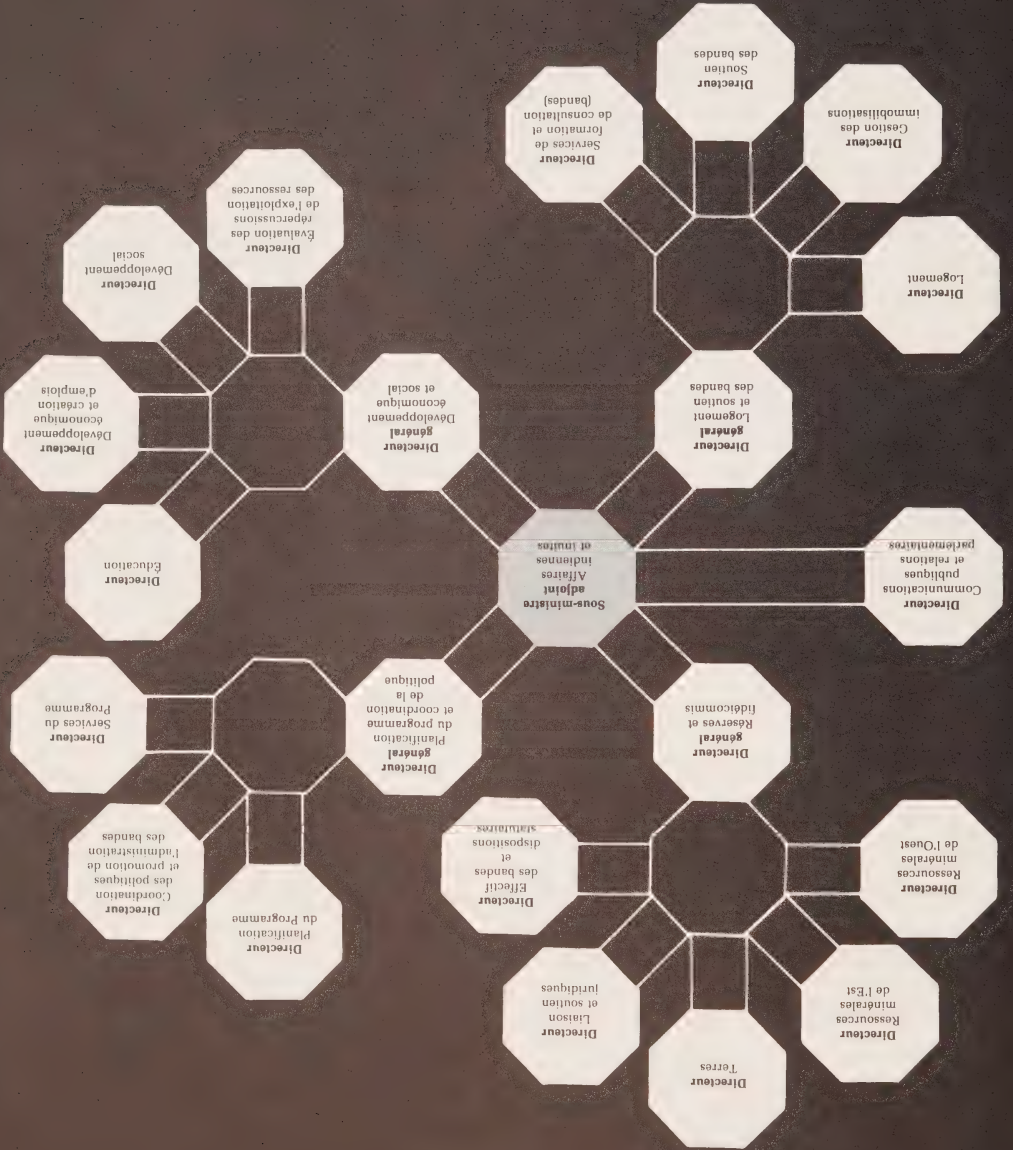 Directeur
Terres
Directeur
Ressources
minérales
de l'Est
Directeur
Liaison
et soutien
juridiques
Directeur
Ressources
minérales
de l'Ouest
Directeur
Effectif
des bandes
et
dispositions
statutaires
Directeur
Planification
du Programme
Directeur
Coordination
des politiques
et promotion de
l'administration
des bandes
Directeur
général
Réserves et
fidéicommis
Directeur
général
Planification
du programme
et coordination
de la
politique
Directeur
Services du
Programme
Directeur
Communications
publiques
et relations
parlementaires
Sous-ministre
adjoint
Affaires
indiennes
et inuites
Directeur
Éducation
Directeur
général
Logement
et soutien
des bandes
Directeur
général
Développement
économique
et social
Directeur
Développement
économique
et création
d'emplois
Directeur
Logement
Directeur
Développement
social
Directeur
Évaluation des
répercussions
de l'exploitation
des ressources
Directeur
Gestion des
immobilisations
Directeur
Soutien
des bandes
Directeur
Services de
formation et
de consultation
(bandes)